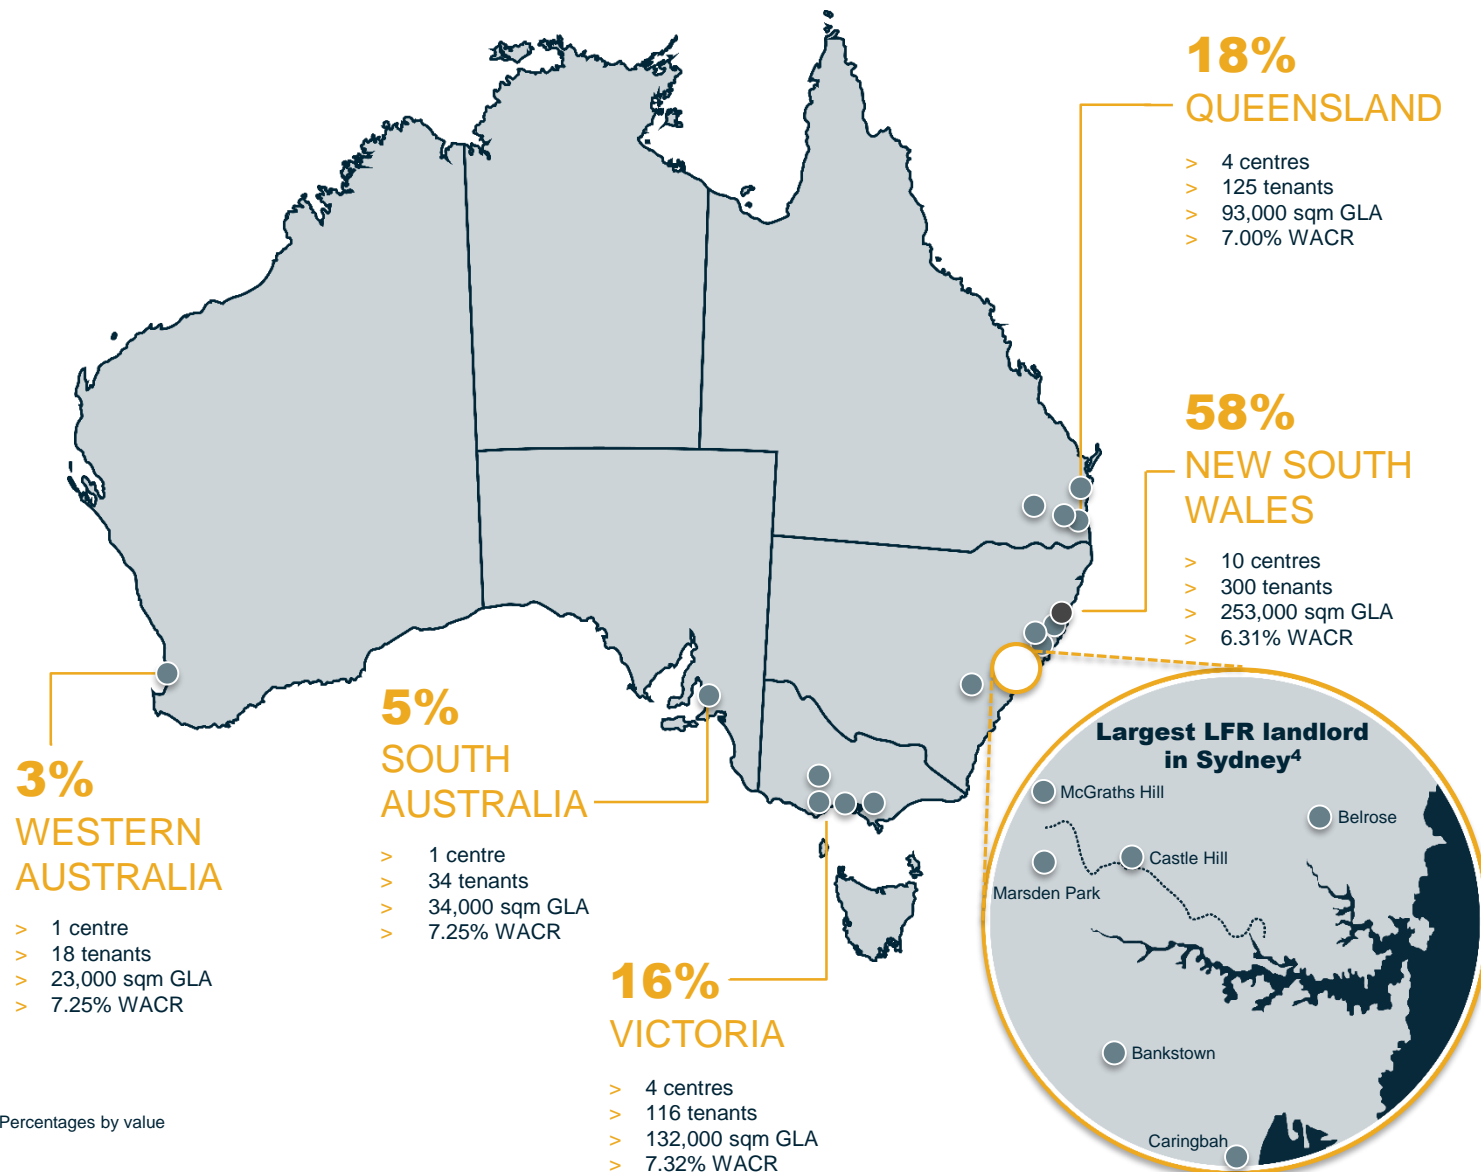 18%
QUEENSLAND
> 4 centres
> 125 tenants
> 93,000 sqm GLA
> 7.00% WACR
58%
NEW SOUTH
WALES
> 10 centres
> 300 tenants
> 253,000 sqm GLA
> 6.31% WACR
3%
WESTERN
AUSTRALIA
> 1 centre
> 18 tenants
> 23,000 sqm GLA
> 7.25% WACR
5%
SOUTH
AUSTRALIA
> 1 centre
> 34 tenants
> 34,000 sqm GLA
> 7.25% WACR
16%
VICTORIA
> 4 centres
> 116 tenants
> 132,000 sqm GLA
> 7.32% WACR
Largest LFR landlord
in Sydney⁴
McGraths Hill
Belrose
Castle Hill
Marsden Park
Bankstown
Caringbah
Percentages by value